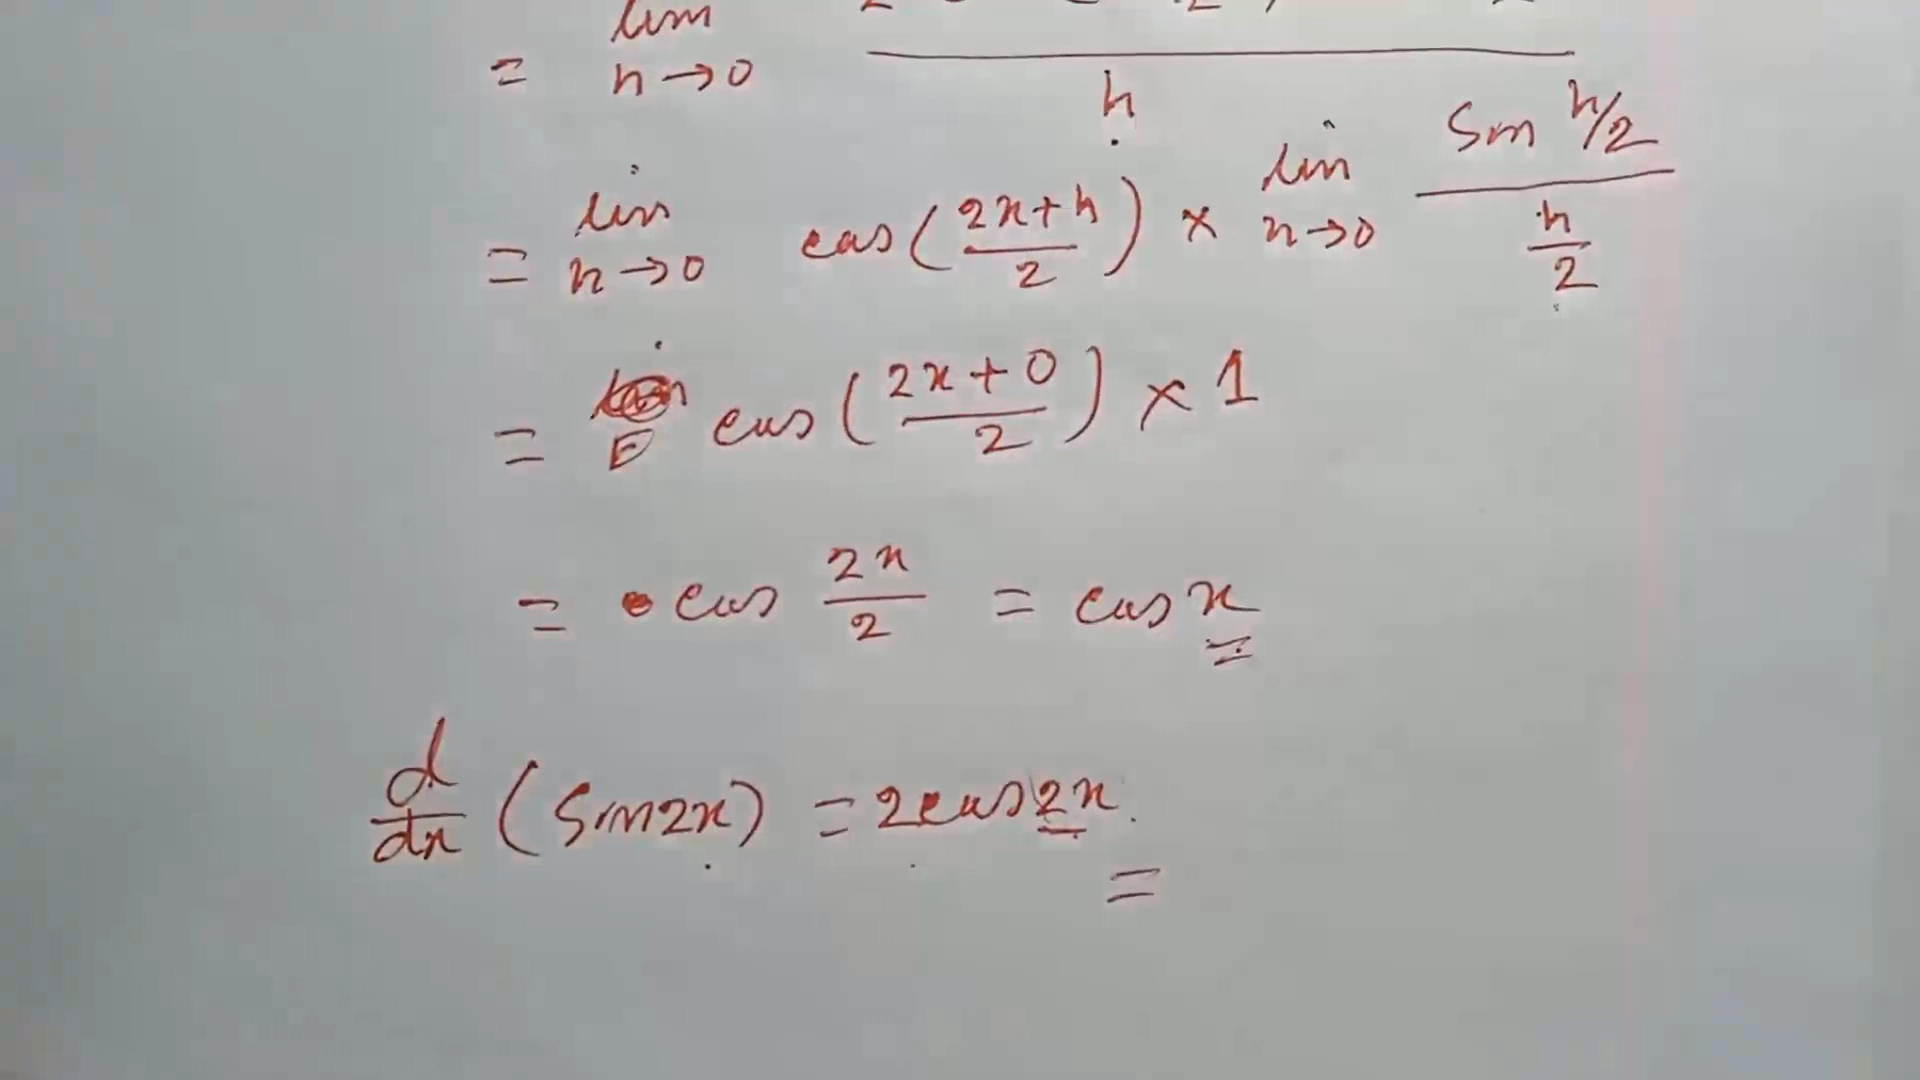 = lim h→0 / h
= lim h→0 cos((2x+h)/2) × lim h→0 (Sin h/2)/(h/2)
= cos((2x+0)/2) × 1
= cos 2x/2 = cos x
d/dx (Sin2x) = 2cos2x.
=